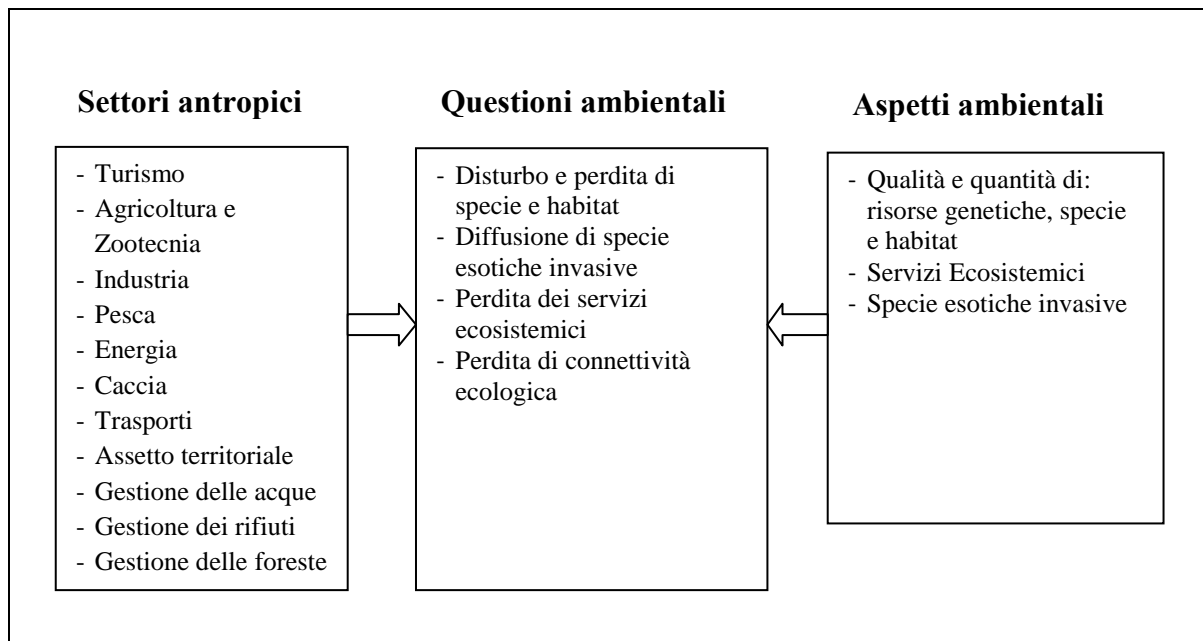 Settori antropici
- Turismo
- Agricoltura e
Zootecnia
- Industria
- Pesca
- Energia
- Caccia
- Trasporti
- Assetto territoriale
- Gestione delle acque
- Gestione dei rifiuti
- Gestione delle foreste
Questioni ambientali
- Disturbo e perdita di
specie e habitat
- Diffusione di specie
esotiche invasive
- Perdita dei servizi
ecosistemici
- Perdita di connettività
ecologica
Aspetti ambientali
- Qualità e quantità di:
risorse genetiche, specie
e habitat
- Servizi Ecosistemici
- Specie esotiche invasive